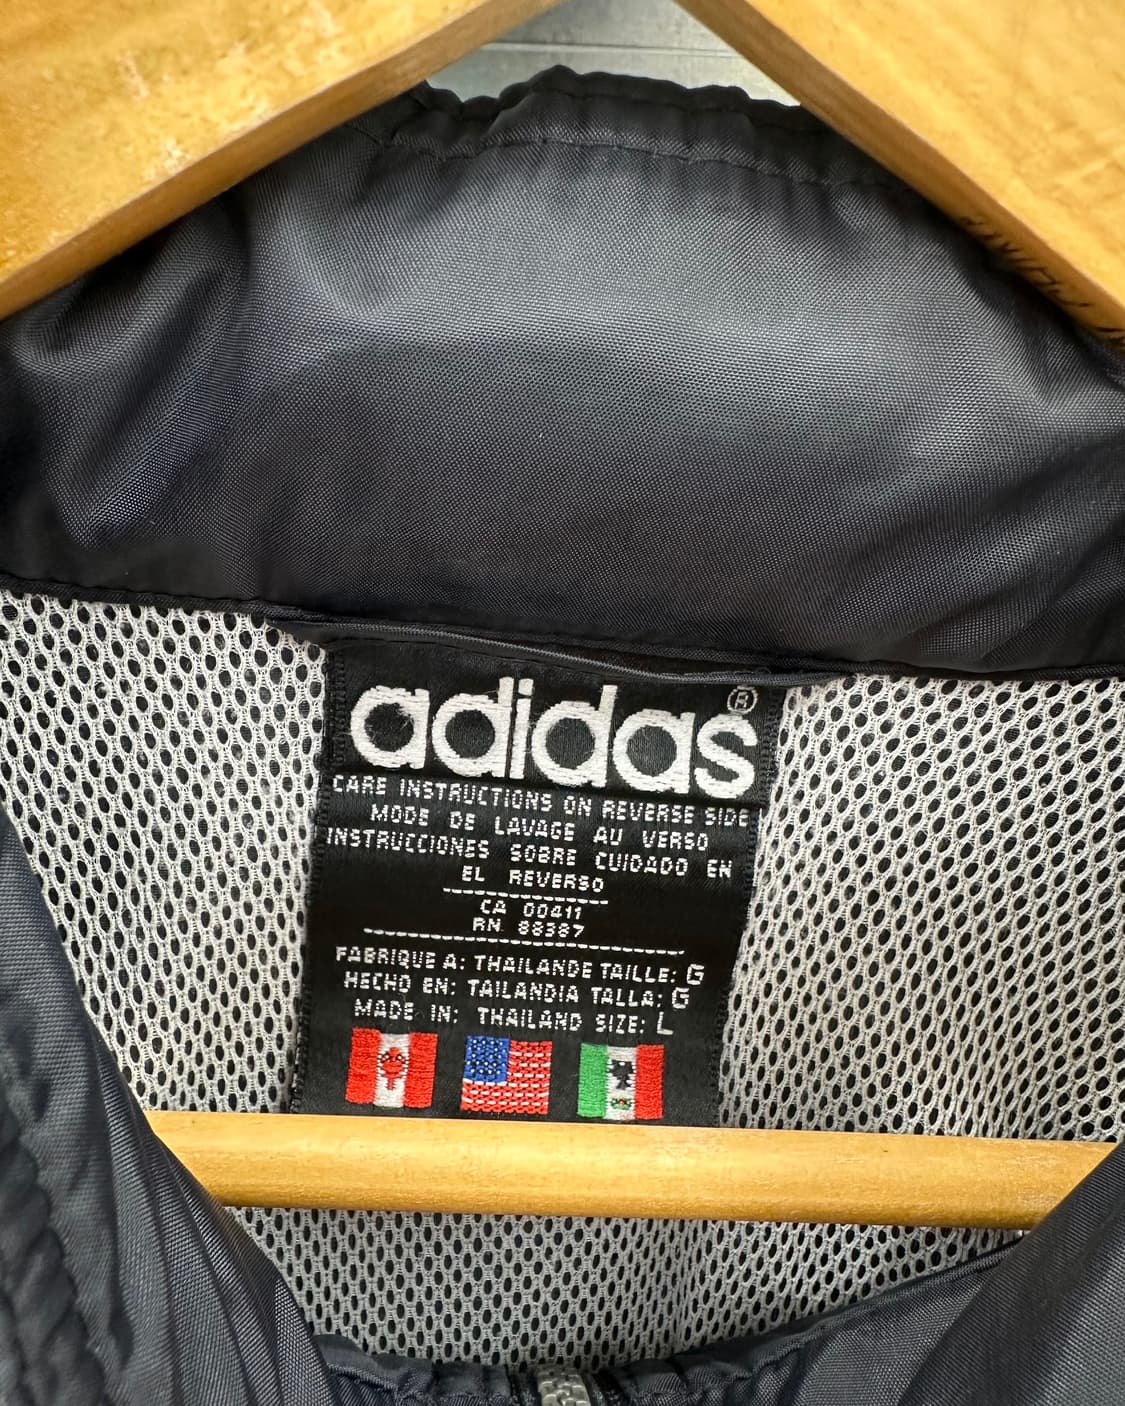 adidas®
CARE INSTRUCTIONS ON REVERSE SIDE
MODE DE LAVAGE AU VERSO
INSTRUCCIONES SOBRE CUIDADO EN
EL REVERSO
CA 00411
RN 88387
FABRIQUE A: THAILANDE TAILLE: G
HECHO EN: TAILANDIA TALLA: G
MADE IN: THAILAND SIZE: L